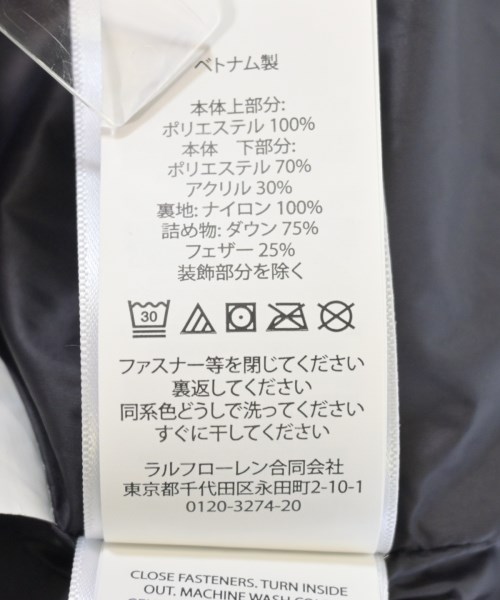 ベトナム製
本体上部分:
ポリエステル 100%
本体　下部分:
ポリエステル 70%
アクリル 30%
裏地: ナイロン 100%
詰め物: ダウン 75%
フェザー 25%
装飾部分を除く
30
ファスナー等を閉じてください
裏返してください
同系色どうしで洗ってください
すぐに干してください
ラルフローレン合同会社
東京都千代田区永田町2-10-1
0120-3274-20
CLOSE FASTENERS. TURN INSIDE
OUT. MACHINE WASH